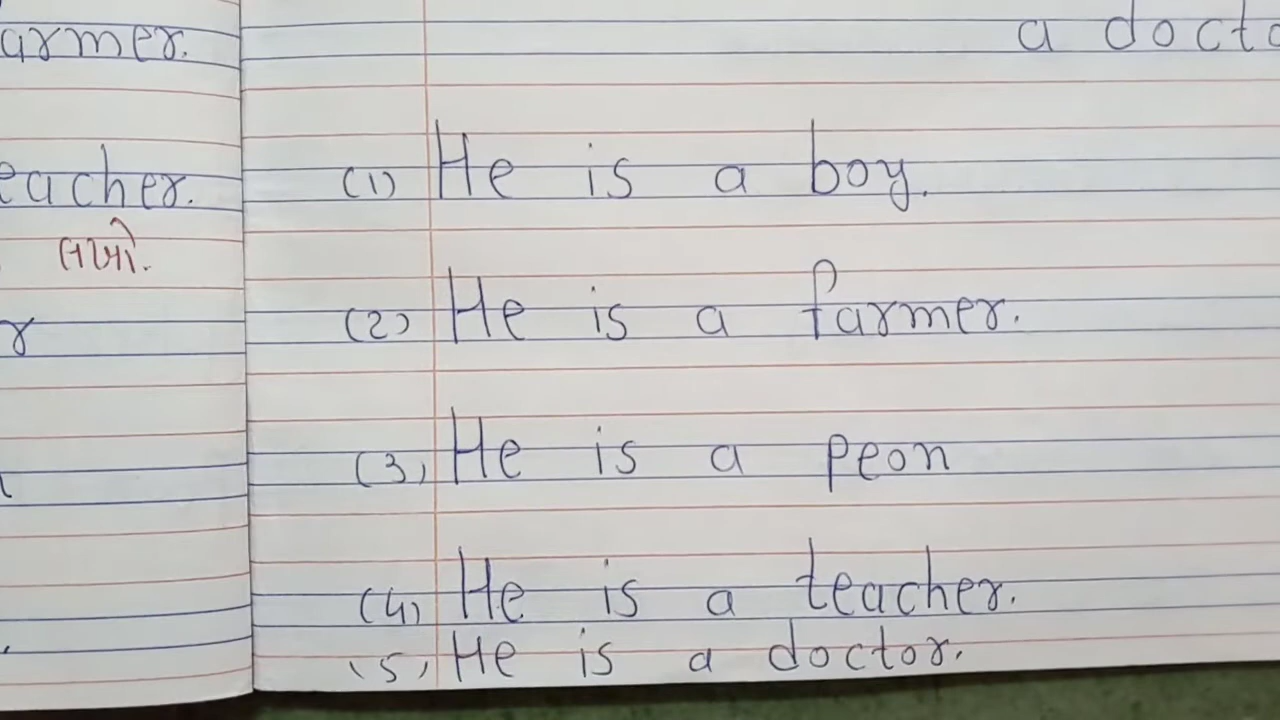 armer.
eacher.
લખો.
r
a docto
(1) He is a boy.
(2) He is a farmer.
(3) He is a peon
(4) He is a teacher.
(5) He is a doctor.